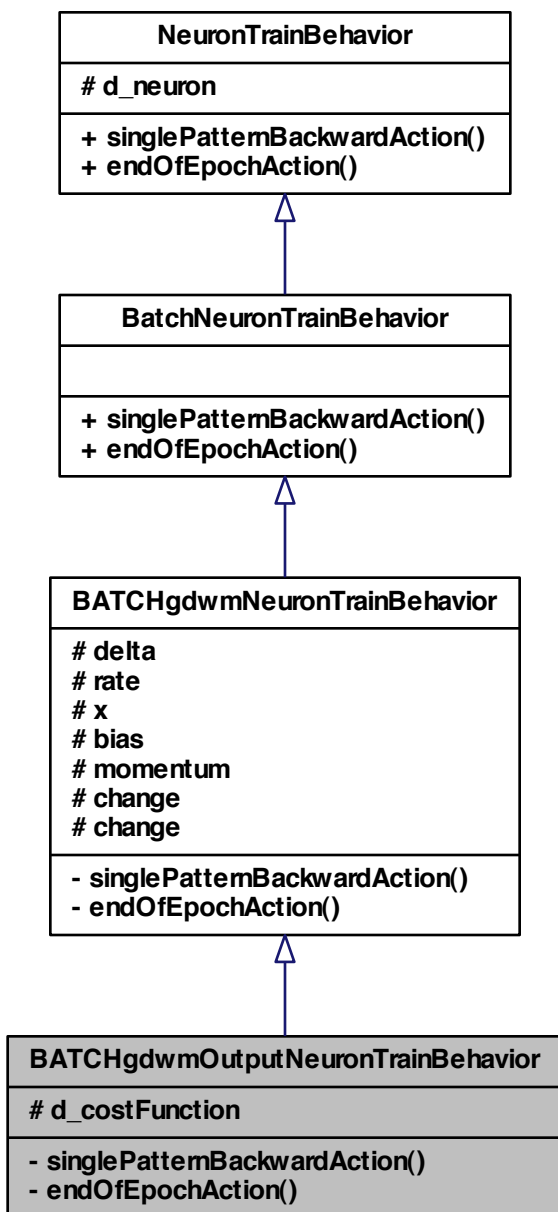 NeuronTrainBehavior
# d_neuron
+ singlePatternBackwardAction()
+ endOfEpochAction()
BatchNeuronTrainBehavior
+ singlePatternBackwardAction()
+ endOfEpochAction()
BATCHgdwmNeuronTrainBehavior
# delta
# rate
# x
# bias
# momentum
# change
# change
- singlePatternBackwardAction()
- endOfEpochAction()
BATCHgdwmOutputNeuronTrainBehavior
# d_costFunction
- singlePatternBackwardAction()
- endOfEpochAction()